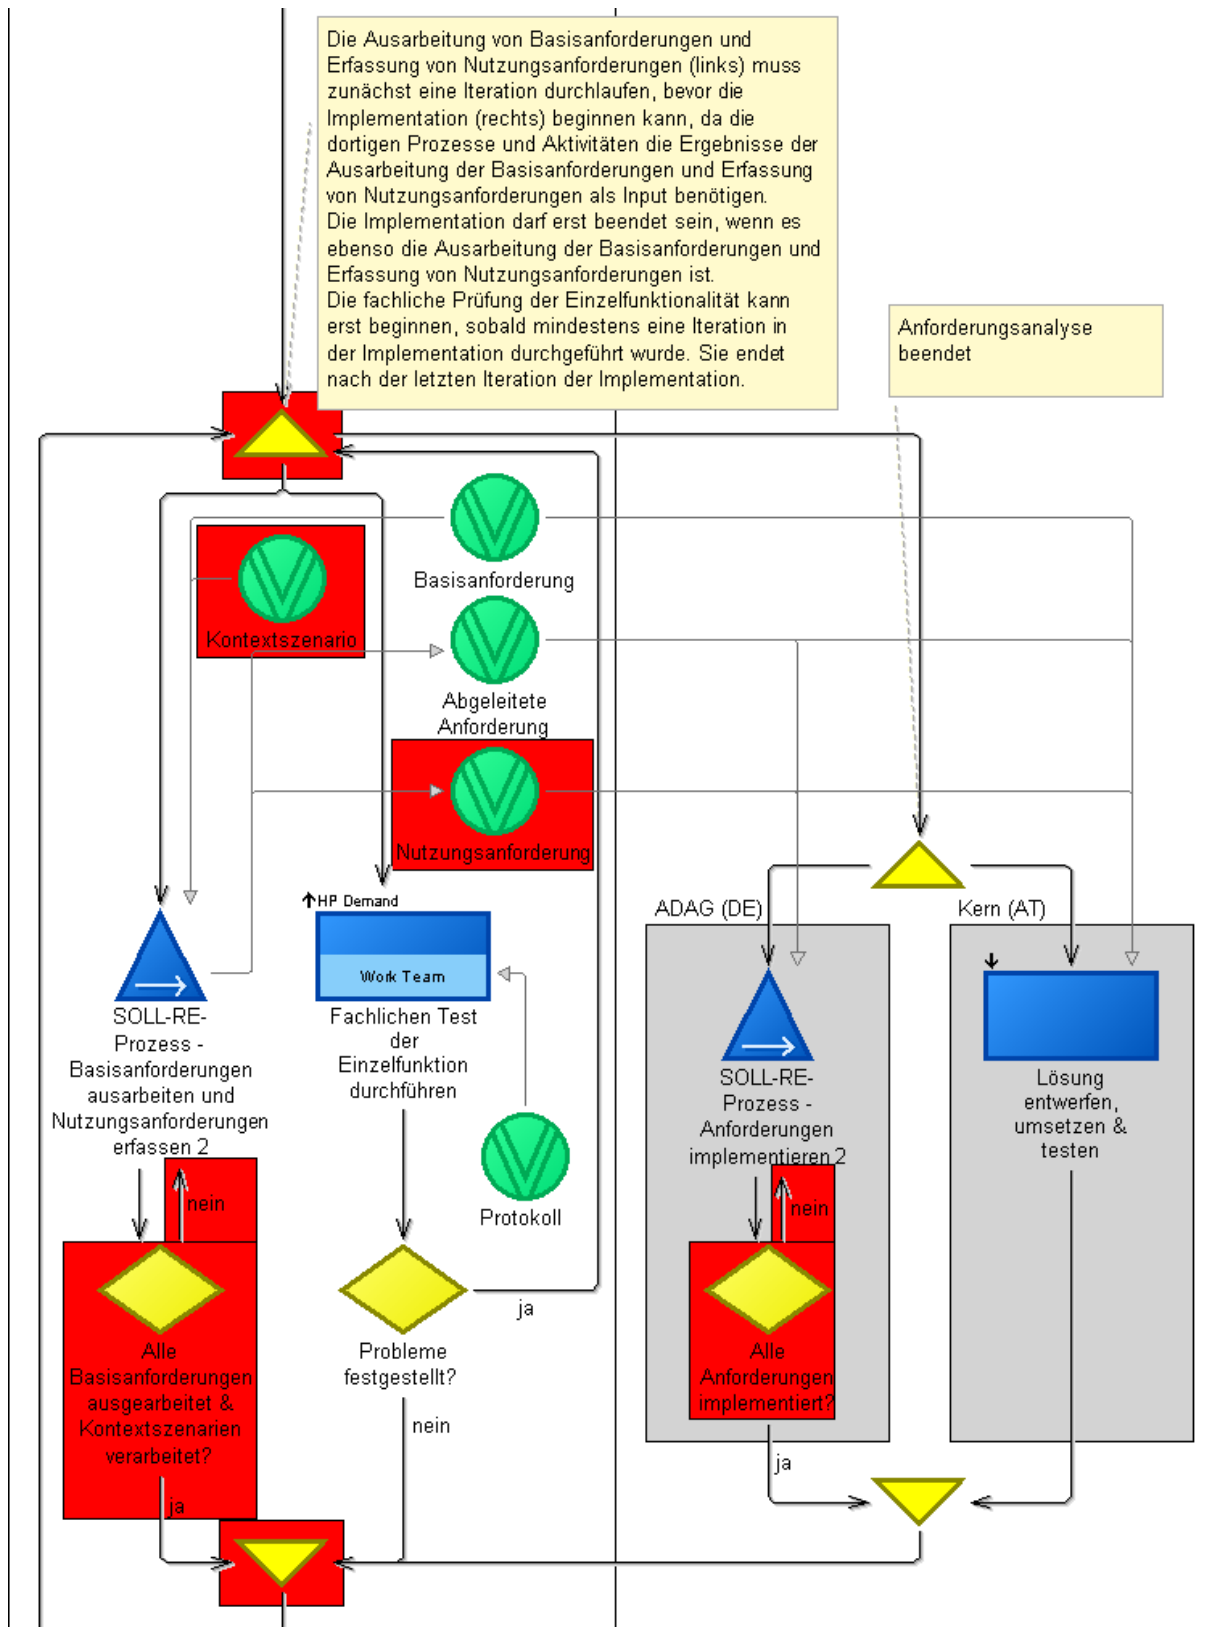 Die Ausarbeitung von Basisanforderungen und
Erfassung von Nutzungsanforderungen (links) muss
zunächst eine Iteration durchlaufen, bevor die
Implementation (rechts) beginnen kann, da die
dortigen Prozesse und Aktivitäten die Ergebnisse der
Ausarbeitung der Basisanforderungen und Erfassung
von Nutzungsanforderungen als Input benötigen.
Die Implementation darf erst beendet sein, wenn es
ebenso die Ausarbeitung der Basisanforderungen und
Erfassung von Nutzungsanforderungen ist.
Die fachliche Prüfung der Einzelfunktionalität kann
erst beginnen, sobald mindestens eine Iteration in
der Implementation durchgeführt wurde. Sie endet
nach der letzten Iteration der Implementation.
Anforderungsanalyse
beendet
Basisanforderung
Kontextszenario
Abgeleitete
Anforderung
Nutzungsanforderung
HP Demand
Work Team
ADAG (DE)
Kern (AT)
SOLL-RE-
Prozess -
Basisanforderungen
ausarbeiten und
Nutzungsanforderungen
erfassen 2
Fachlichen Test
der
Einzelfunktion
durchführen
SOLL-RE-
Prozess -
Anforderungen
implementieren 2
Lösung
entwerfen,
umsetzen &
testen
Protokoll
nein
nein
Alle
Basisanforderungen
ausgearbeitet &
Kontextszenarien
verarbeitet?
Probleme
festgestellt?
ja
Alle
Anforderungen
implementiert?
nein
ja
ja